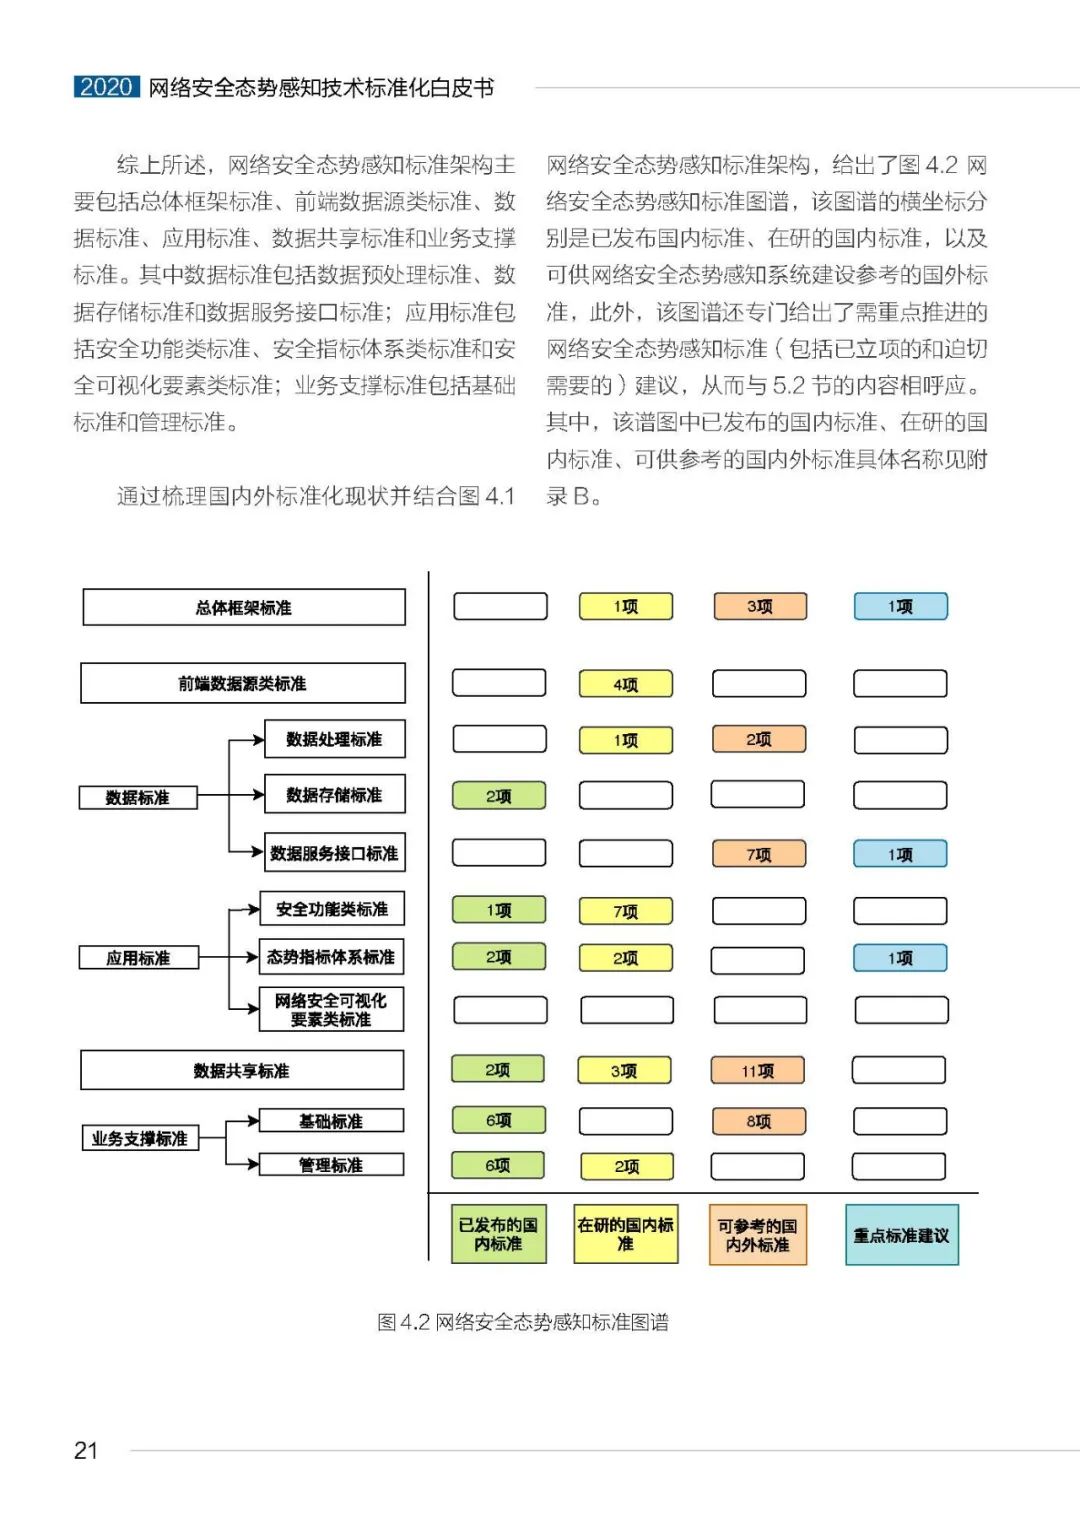 2020 网络安全态势感知技术标准化白皮书
综上所述，网络安全态势感知标准架构主
要包括总体框架标准、前端数据源类标准、数
据标准、应用标准、数据共享标准和业务支撑
标准。其中数据标准包括数据预处理标准、数
据存储标准和数据服务接口标准；应用标准包
括安全功能类标准、安全指标体系类标准和安
全可视化要素类标准；业务支撑标准包括基础
标准和管理标准。
通过梳理国内外标准化现状并结合图 4.1
网络安全态势感知标准架构，给出了图 4.2 网
络安全态势感知标准图谱，该图谱的横坐标分
别是已发布国内标准、在研的国内标准，以及
可供网络安全态势感知系统建设参考的国外标
准，此外，该图谱还专门给出了需重点推进的
网络安全态势感知标准（包括已立项的和迫切
需要的）建议，从而与 5.2 节的内容相呼应。
其中，该谱图中已发布的国内标准、在研的国
内标准、可供参考的国内外标准具体名称见附
录 B。
总体框架标准
1项
3项
1项
前端数据源类标准
4项
数据处理标准
1项
2项
数据标准
数据存储标准
2项
数据服务接口标准
7项
1项
安全功能类标准
1项
7项
应用标准
态势指标体系标准
2项
2项
1项
网络安全可视化
要素类标准
数据共享标准
2项
3项
11项
业务支撑标准
基础标准
6项
8项
管理标准
6项
2项
已发布的国
内标准
在研的国内标
准
可参考的国
内外标准
重点标准建议
图 4.2 网络安全态势感知标准图谱
21